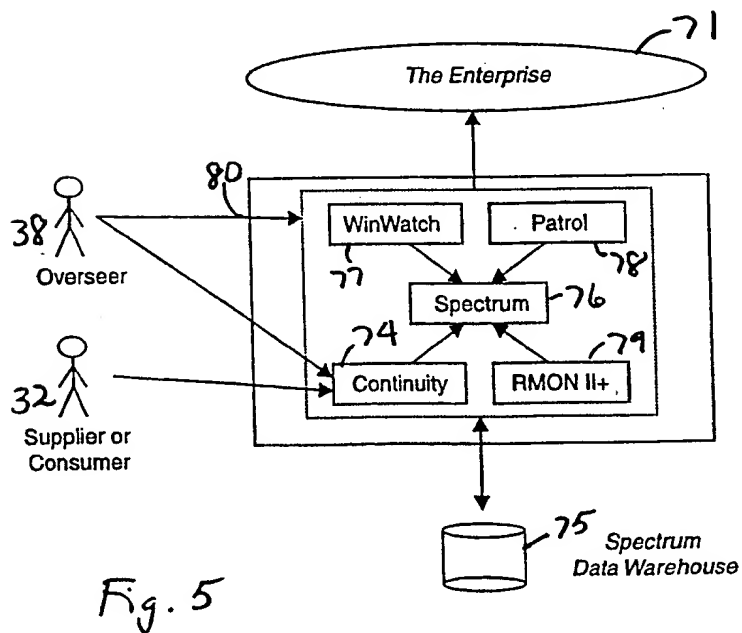 71
The Enterprise
80
WinWatch
Patrol
38
77
78
Overseer
Spectrum
76
74
79
Continuity
RMON II+
32
Supplier or
Consumer
75
Spectrum
Data Warehouse
Fig. 5